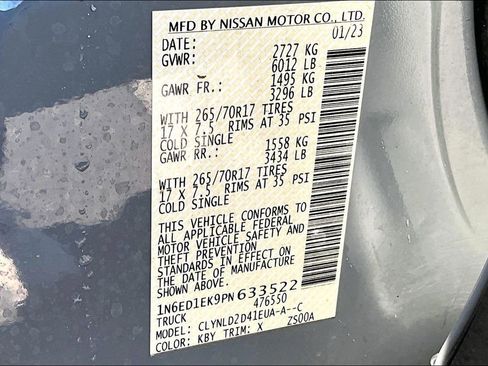 MFD BY NISSAN MOTOR CO., LTD.
DATE: 01/23
GVWR: 2727 KG
6012 LB
GAWR FR.: 1495 KG
3296 LB
WITH 265/70R17 TIRES
17 X 7.5 RIMS AT 35 PSI
COLD SINGLE
GAWR RR.: 1558 KG
3434 LB
WITH 265/70R17 TIRES
17 X 7.5 RIMS AT 35 PSI
COLD SINGLE
THIS VEHICLE CONFORMS TO
ALL APPLICABLE FEDERAL
MOTOR VEHICLE SAFETY AND
THEFT PREVENTION
STANDARDS IN EFFECT ON
THE DATE OF MANUFACTURE
SHOWN ABOVE.
1N6ED1EK9PN633522
TRUCK 476550
MODEL: CLYNLD2D41EUA-A--C
COLOR: KBY TRIM: X ZS00A